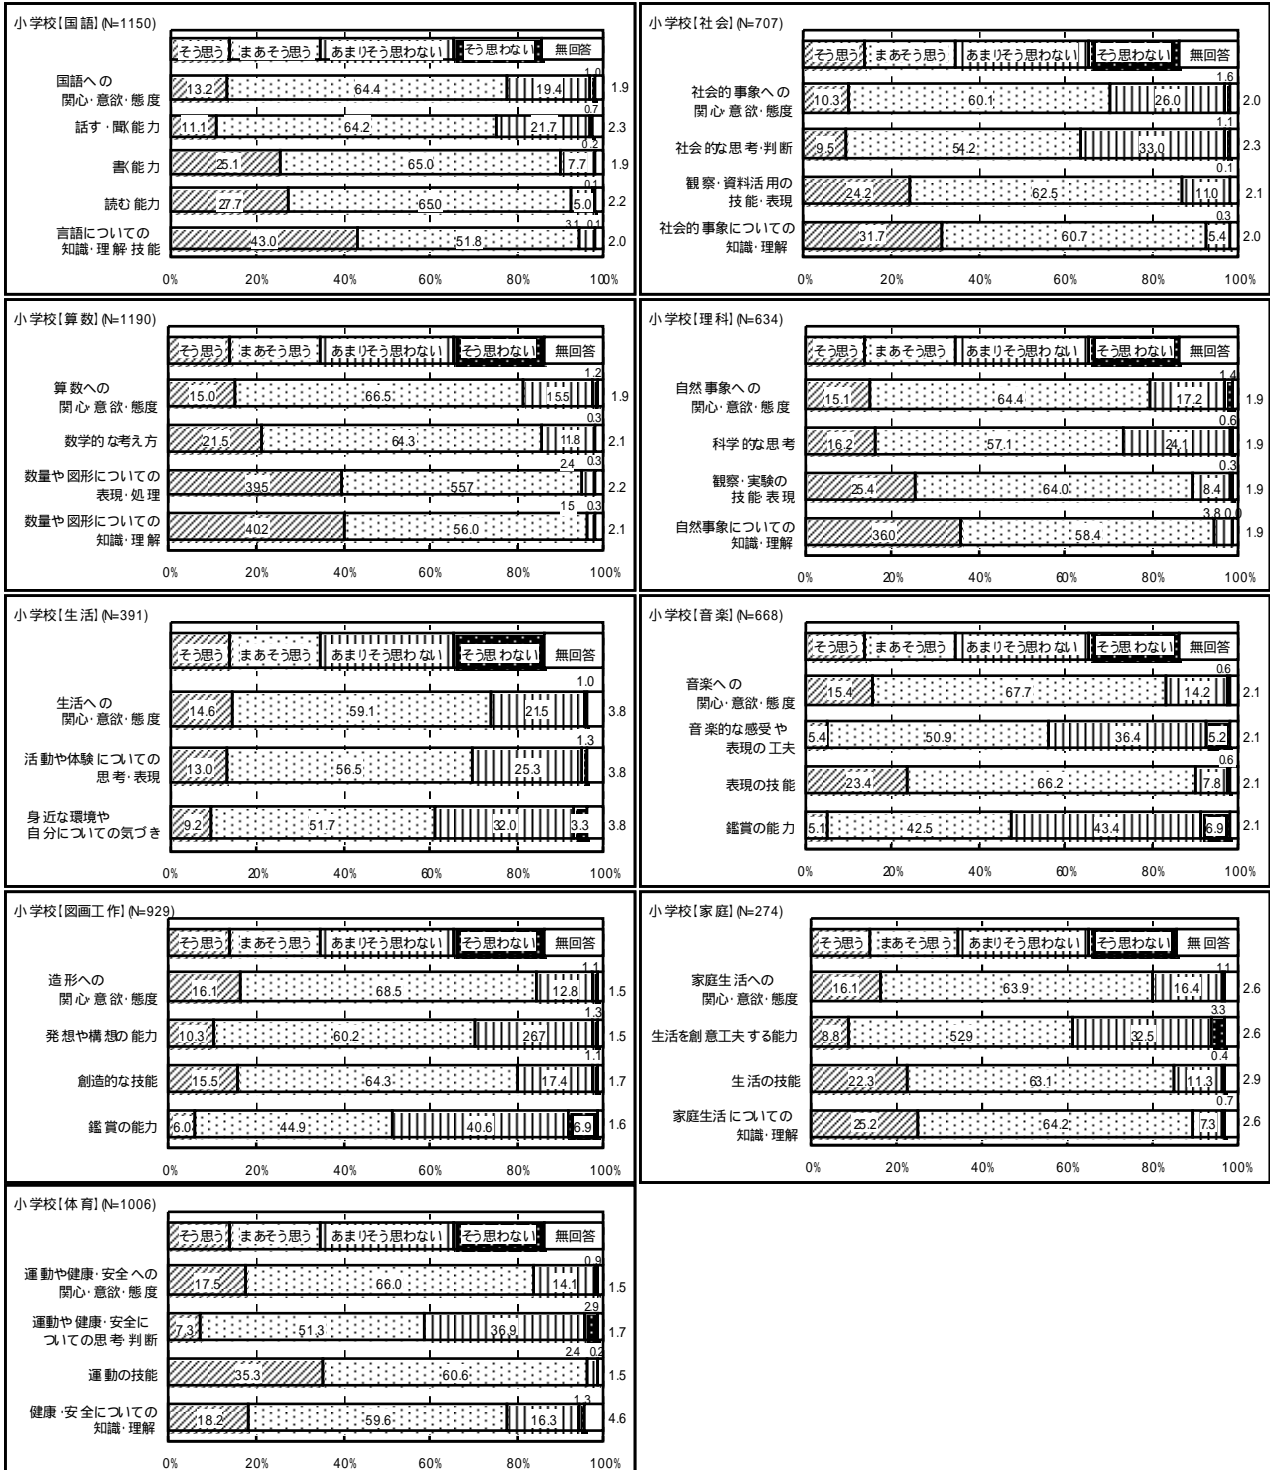 小学校【国語】(N=1150)
そう思う まあそう思う あまりそう思わない そう思わない 無回答
国語への
関心・意欲・態度
13.2 64.4 19.4 1.0 1.9
話す・聞く能力
11.1 64.2 21.7 0.7 2.3
書く能力
25.1 65.0 7.7 0.2 1.9
読む能力
27.7 65.0 5.0 0.1 2.2
言語についての
知識・理解 技能
43.0 51.8 3.1 0.1 2.0
0% 20% 40% 60% 80% 100%
小学校【社会】(N=707)
そう思う まあそう思う あまりそう思わない そう思わない 無回答
社会的事象への
関心・意欲・態度
10.3 60.1 26.0 1.6 2.0
社会的な思考・判断
9.5 54.2 33.0 1.1 2.3
観察・資料活用の
技能・表現
24.2 62.5 11.0 0.1 2.1
社会的事象についての
知識・理解
31.7 60.7 5.4 0.3 2.0
0% 20% 40% 60% 80% 100%
小学校【算数】(N=1190)
そう思う まあそう思う あまりそう思わない そう思わない 無回答
算数への
関心・意欲・態度
15.0 66.5 15.5 1.2 1.9
数学的な考え方
21.5 64.3 11.8 0.3 2.1
数量や図形についての
表現・処理
39.5 55.7 2.4 0.3 2.2
数量や図形についての
知識・理解
40.2 56.0 1.5 0.3 2.1
0% 20% 40% 60% 80% 100%
小学校【理科】(N=634)
そう思う まあそう思う あまりそう思わない そう思わない 無回答
自然事象への
関心・意欲・態度
15.1 64.4 17.2 1.4 1.9
科学的な思考
16.2 57.1 24.1 0.6 1.9
観察・実験の
技能・表現
25.4 64.0 8.4 0.3 1.9
自然事象についての
知識・理解
36.0 58.4 3.8 0.0 1.9
0% 20% 40% 60% 80% 100%
小学校【生活】(N=391)
そう思う まあそう思う あまりそう思わない そう思わない 無回答
生活への
関心・意欲・態度
14.6 59.1 21.5 1.0 3.8
活動や体験についての
思考・表現
13.0 56.5 25.3 1.3 3.8
身近な環境や
自分についての気づき
9.2 51.7 32.0 3.3 3.8
0% 20% 40% 60% 80% 100%
小学校【音楽】(N=668)
そう思う まあそう思う あまりそう思わない そう思わない 無回答
音楽への
関心・意欲・態度
15.4 67.7 14.2 0.6 2.1
音楽的な感受や
表現の工夫
5.4 50.9 36.4 5.2 2.1
表現の技能
23.4 66.2 7.8 0.6 2.1
鑑賞の能力
5.1 42.5 43.4 6.9 2.1
0% 20% 40% 60% 80% 100%
小学校【図画工作】(N=929)
そう思う まあそう思う あまりそう思わない そう思わない 無回答
造形への
関心・意欲・態度
16.1 68.5 12.8 1.1 1.5
発想や構想の能力
10.3 60.2 26.7 1.3 1.5
創造的な技能
15.5 64.3 17.4 1.1 1.7
鑑賞の能力
6.0 44.9 40.6 6.9 1.6
0% 20% 40% 60% 80% 100%
小学校【家庭】(N=274)
そう思う まあそう思う あまりそう思わない そう思わない 無回答
家庭生活への
関心・意欲・態度
16.1 63.9 16.4 1.1 2.6
生活を創意工夫する能力
8.8 52.9 32.5 3.3 2.6
生活の技能
22.3 63.1 11.3 0.4 2.9
家庭生活についての
知識・理解
25.2 64.2 7.3 0.7 2.6
0% 20% 40% 60% 80% 100%
小学校【体育】(N=1006)
そう思う まあそう思う あまりそう思わない そう思わない 無回答
運動や健康・安全への
関心・意欲・態度
17.5 66.0 14.1 0.9 1.5
運動や健康・安全に
ついての思考・判断
7.3 51.3 36.9 2.9 1.7
運動の技能
35.3 60.6 2.4 0.2 1.5
健康・安全についての
知識・理解
18.2 59.6 16.3 1.3 4.6
0% 20% 40% 60% 80% 100%